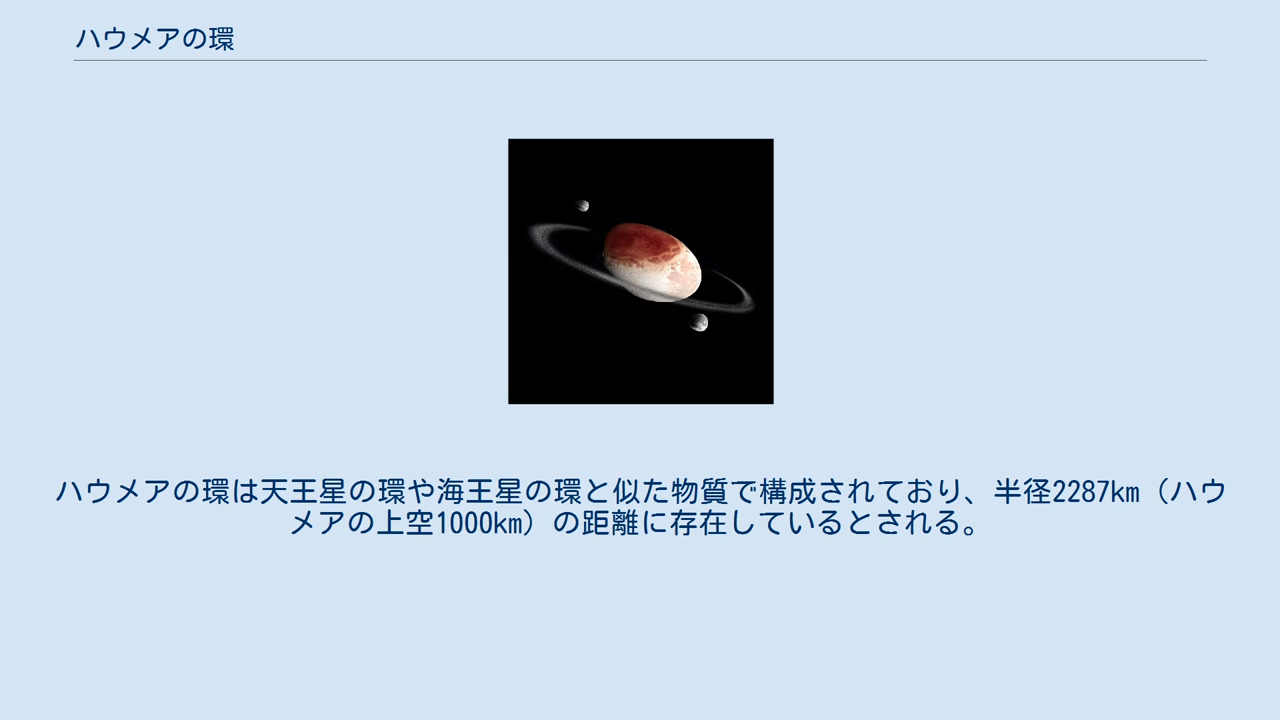 ハウメアの環
ハウメアの環は天王星の環や海王星の環と似た物質で構成されており、半径2287km（ハウ
メアの上空1000km）の距離に存在しているとされる。